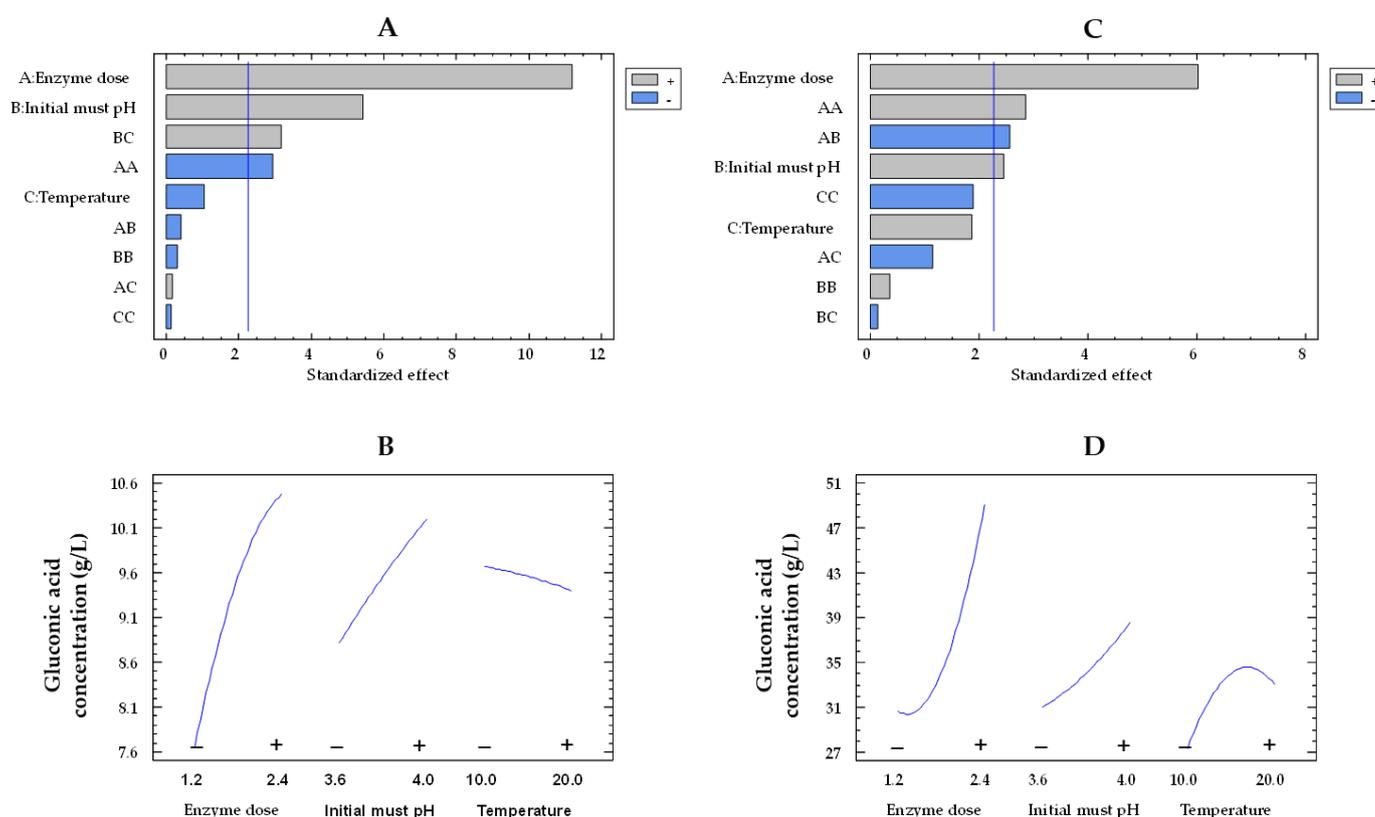 A
A:Enzyme dose
B:Initial must pH
BC
AA
C:Temperature
AB
BB
AC
CC
0 2 4 6 8 10 12
Standardized effect
+
-
C
A:Enzyme dose
AA
AB
B:Initial must pH
CC
C:Temperature
AC
BB
BC
0 2 4 6 8
Standardized effect
+
-
B
Gluconic acid
concentration (g/L)
10.6
10.1
9.6
9.1
8.6
8.1
7.6
− + − + − +
1.2 2.4 3.6 4.0 10.0 20.0
Enzyme dose Initial must pH Temperature
D
Gluconic acid
concentration (g/L)
51
47
43
39
35
31
27
− + − + − +
1.2 2.4 3.6 4.0 10.0 20.0
Enzyme dose Initial must pH Temperature